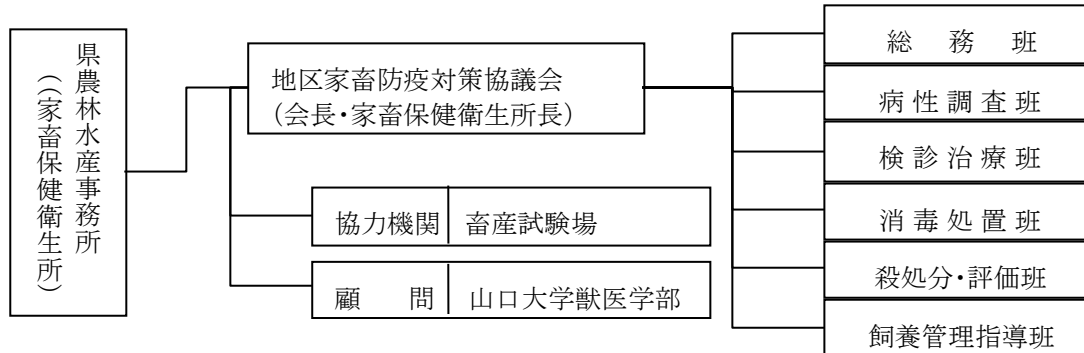 県農林水産事務所
（（家畜保健衛生所））
地区家畜防疫対策協議会
（会長・家畜保健衛生所長）
協力機関 畜産試験場
顧　　問 山口大学獣医学部
総　務　班
病性調査班
検診治療班
消毒処置班
殺処分・評価班
飼養管理指導班